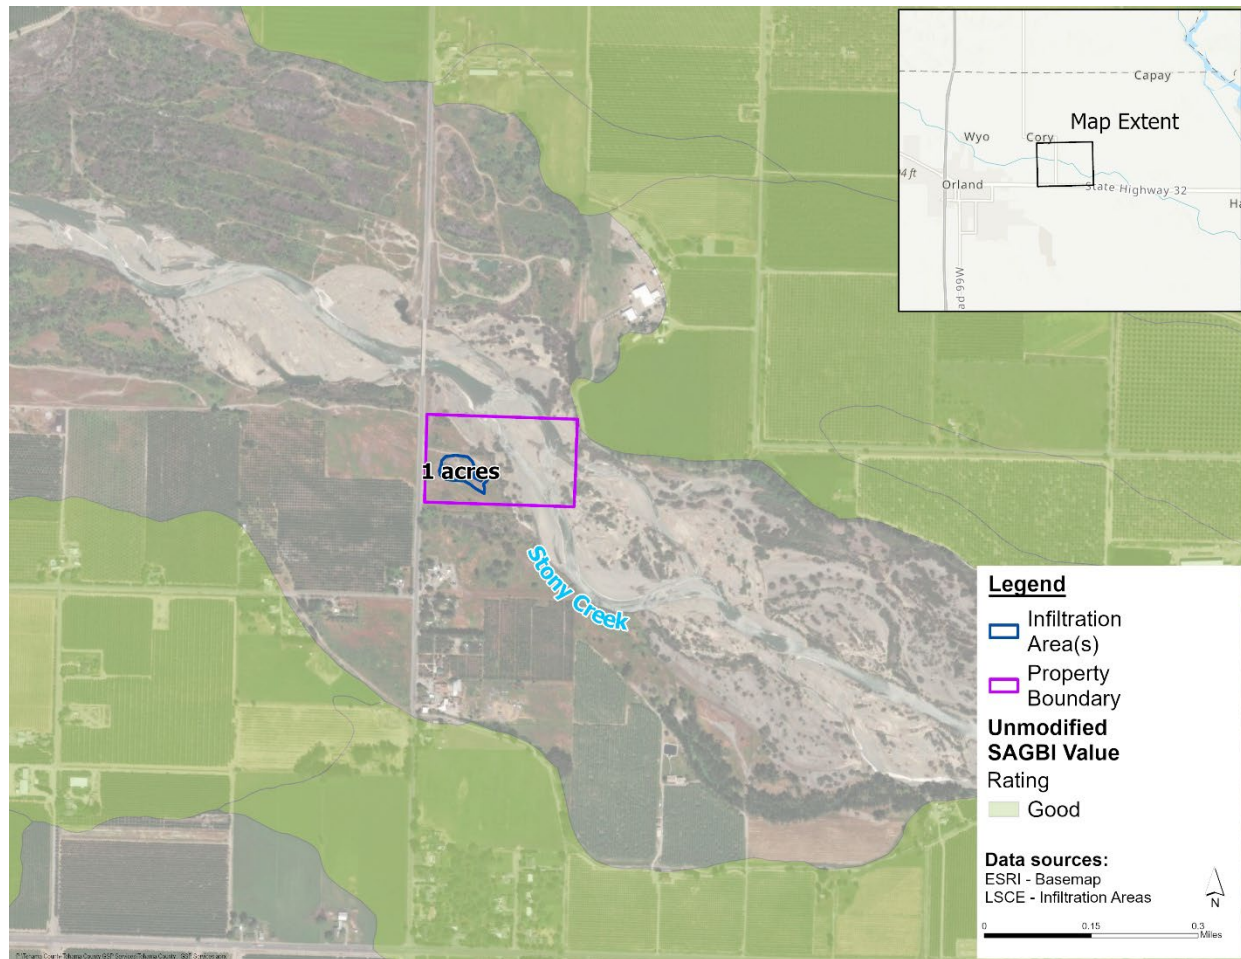 Capay
Map Extent
Wyo
Cory
Orland
State Highway 32
1 acres
Stony Creek
Legend
Infiltration
Area(s)
Property
Boundary
Unmodified
SAGBI Value
Rating
Good
Data sources:
ESRI - Basemap
LSCE - Infiltration Areas
N
0
0.15
0.3
Miles